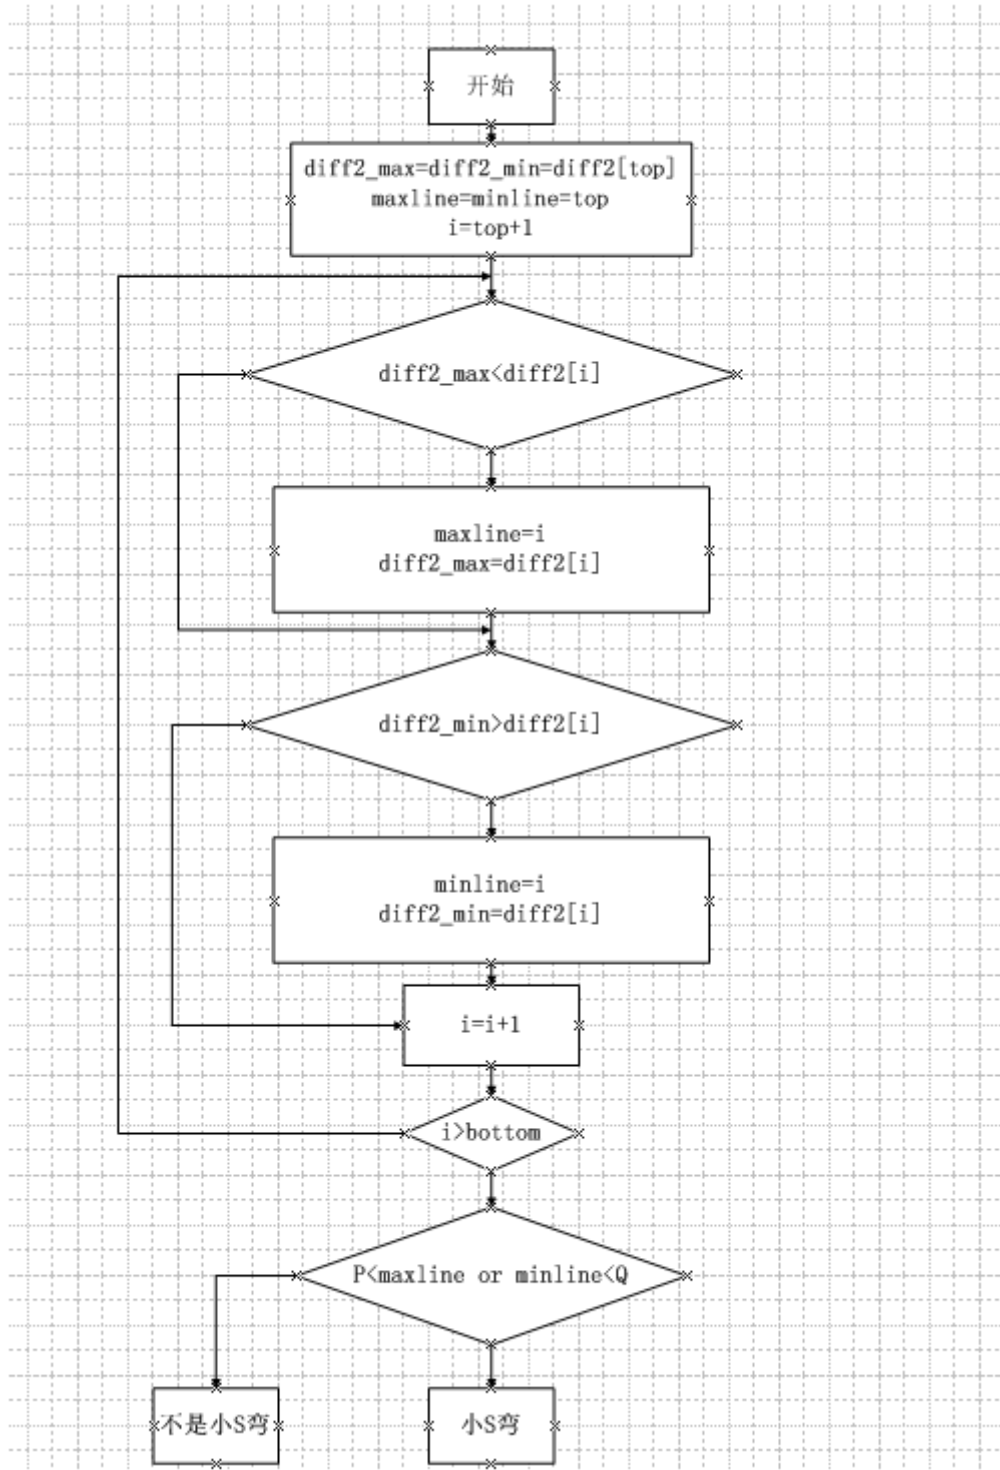 开始
diff2_max=diff2_min=diff2[top]
maxline=minline=top
i=top+1
diff2_max<diff2[i]
maxline=i
diff2_max=diff2[i]
diff2_min>diff2[i]
minline=i
diff2_min=diff2[i]
i=i+1
i>bottom
P<maxline or minline<Q
不是小S弯
小S弯